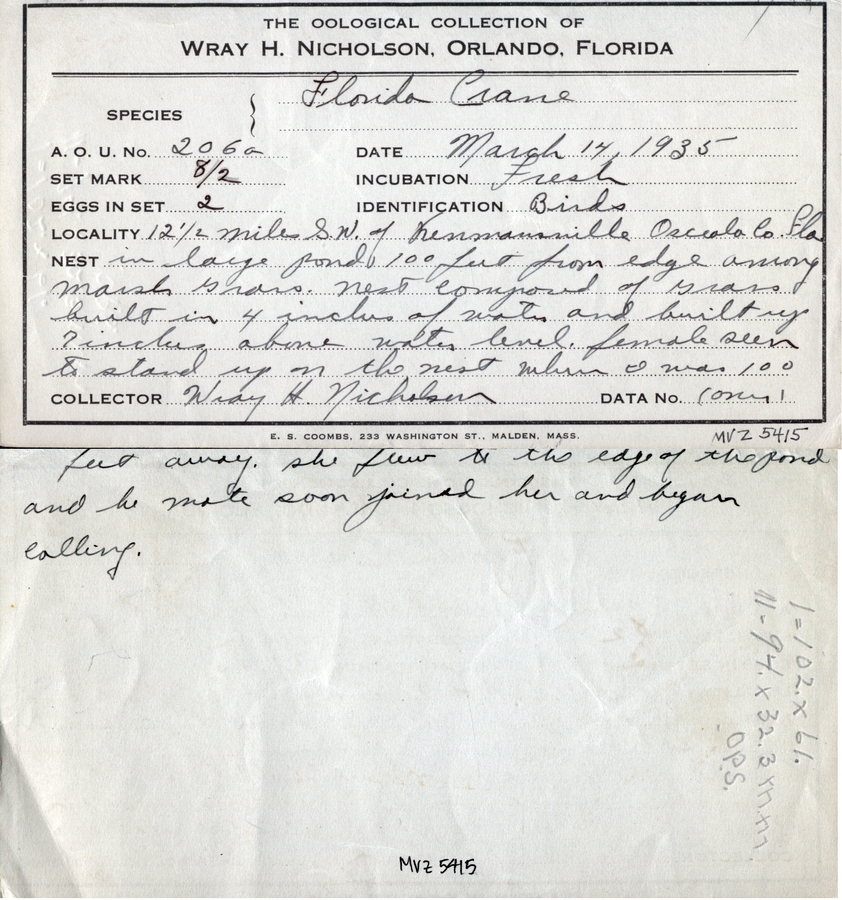 THE OOLOGICAL COLLECTION OF
WRAY H. NICHOLSON, ORLANDO, FLORIDA
SPECIES } Florida Crane
A. O. U. No. 206a DATE March 14, 1935
SET MARK 8/2 INCUBATION Fresh
EGGS IN SET 2 IDENTIFICATION Birds
LOCALITY 12 1/2 miles S.W. of Kenmansville Osceola Co. Fla
NEST in large pond 100 feet from edge among
marsh grass. nest composed of grass
built in 4 inches of water and built up
7 inches above water level. female seen
to stand up on the nest when I was 100
COLLECTOR Wray H. Nicholson DATA No.
E. S. COOMBS, 233 WASHINGTON ST., MALDEN, MASS.
MVZ 5415
feet away. she flew to the edge of the pond
and he mate soon joined her and began
calling.
1=102.x61.
11-94.x32.3 mm
O.P.S.
MVZ 5415